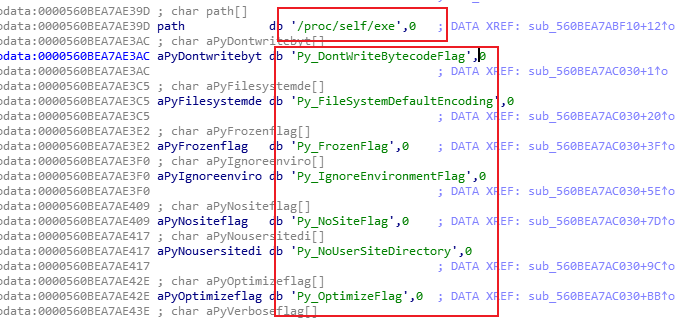 odata:0000560BEA7AE39D ; char path[]
odata:0000560BEA7AE39D path db '/proc/self/exe',0 ; DATA XREF: sub_560BEA7ABF10+12↑o
odata:0000560BEA7AE3AC ; char aPyDontwritebyt[]
odata:0000560BEA7AE3AC aPyDontwritebyt db 'Py_DontWriteBytecodeFlag',0
odata:0000560BEA7AE3AC ; DATA XREF: sub_560BEA7AC030+1↑o
odata:0000560BEA7AE3C5 ; char aPyFilesystemde[]
odata:0000560BEA7AE3C5 aPyFilesystemde db 'Py_FileSystemDefaultEncoding',0
odata:0000560BEA7AE3C5 ; DATA XREF: sub_560BEA7AC030+20↑o
odata:0000560BEA7AE3E2 ; char aPyFrozenflag[]
odata:0000560BEA7AE3E2 aPyFrozenflag db 'Py_FrozenFlag',0 ; DATA XREF: sub_560BEA7AC030+3F↑o
odata:0000560BEA7AE3F0 ; char aPyIgnoreenviro[]
odata:0000560BEA7AE3F0 aPyIgnoreenviro db 'Py_IgnoreEnvironmentFlag',0
odata:0000560BEA7AE3F0 ; DATA XREF: sub_560BEA7AC030+5E↑o
odata:0000560BEA7AE409 ; char aPyNositeflag[]
odata:0000560BEA7AE409 aPyNositeflag db 'Py_NoSiteFlag',0 ; DATA XREF: sub_560BEA7AC030+7D↑o
odata:0000560BEA7AE417 ; char aPyNousersitedi[]
odata:0000560BEA7AE417 aPyNousersitedi db 'Py_NoUserSiteDirectory',0
odata:0000560BEA7AE417 ; DATA XREF: sub_560BEA7AC030+9C↑o
odata:0000560BEA7AE42E ; char aPyOptimizeflag[]
odata:0000560BEA7AE42E aPyOptimizeflag db 'Py_OptimizeFlag',0 ; DATA XREF: sub_560BEA7AC030+BB↑o
odata:0000560BEA7AE43E ; char aPyVerboseflag[]